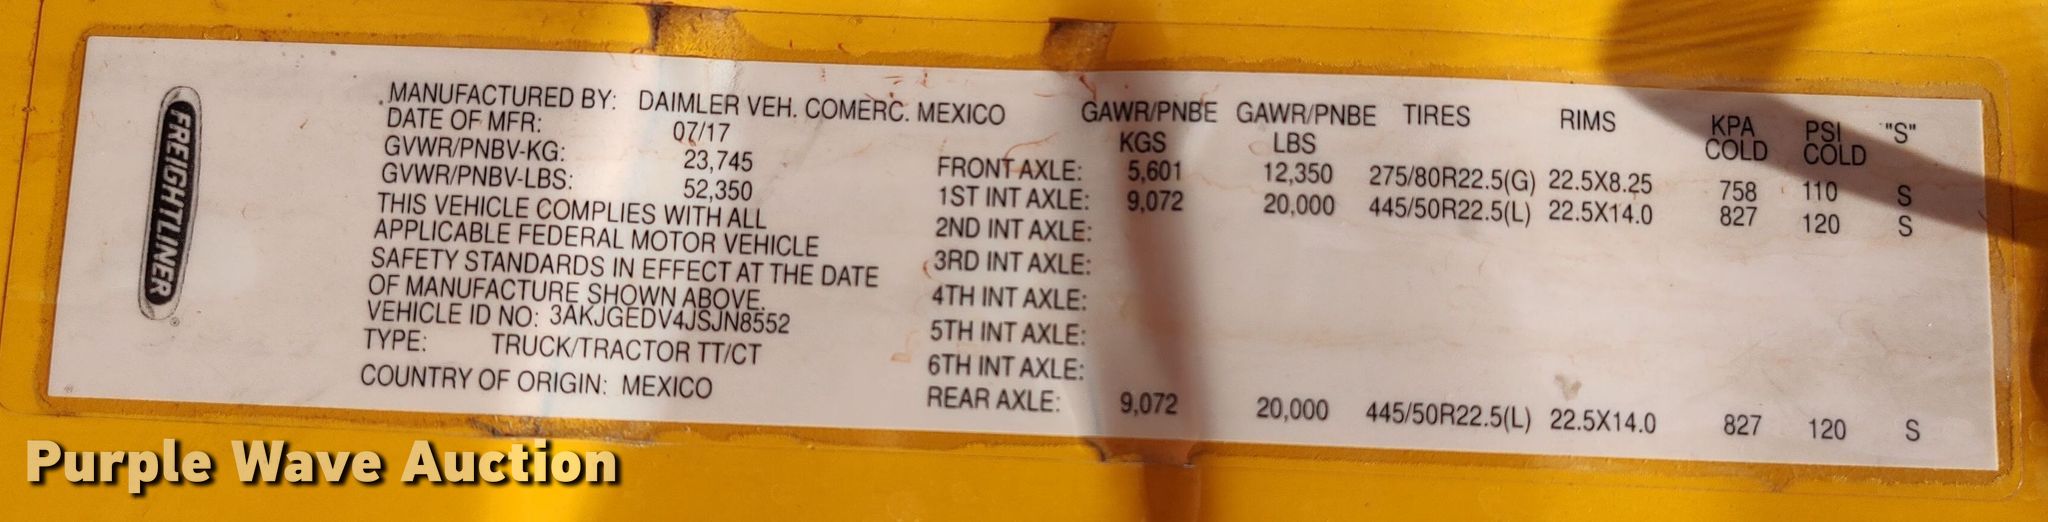 FREIGHTLINER
MANUFACTURED BY: DAIMLER VEH. COMERC. MEXICO
DATE OF MFR: 07/17
GVWR/PNBV-KG: 23,745
GVWR/PNBV-LBS: 52,350
THIS VEHICLE COMPLIES WITH ALL
APPLICABLE FEDERAL MOTOR VEHICLE
SAFETY STANDARDS IN EFFECT AT THE DATE
OF MANUFACTURE SHOWN ABOVE.
VEHICLE ID NO: 3AKJGEDV4JSJN8552
TYPE: TRUCK/TRACTOR TT/CT
COUNTRY OF ORIGIN: MEXICO
GAWR/PNBE GAWR/PNBE TIRES RIMS KPA PSI "S"
KGS LBS COLD COLD
FRONT AXLE: 5,601 12,350 275/80R22.5(G) 22.5X8.25 758 110 S
1ST INT AXLE: 9,072 20,000 445/50R22.5(L) 22.5X14.0 827 120 S
2ND INT AXLE:
3RD INT AXLE:
4TH INT AXLE:
5TH INT AXLE:
6TH INT AXLE:
REAR AXLE: 9,072 20,000 445/50R22.5(L) 22.5X14.0 827 120 S
Purple Wave Auction